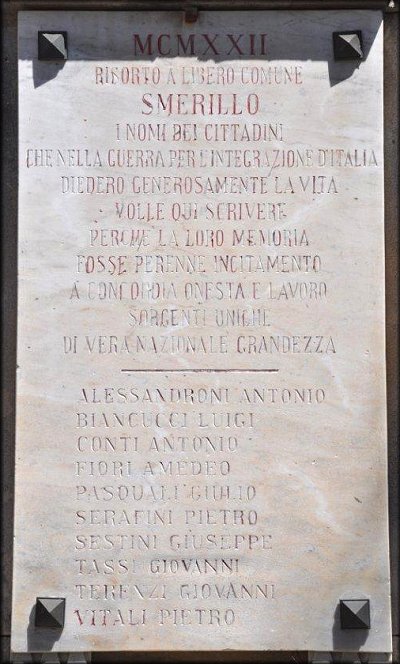 MCMXXII
RISORTO A LIBERO COMUNE
SMERILLO
I NOMI DEI CITTADINI
CHE NELLA GUERRA PER L'INTEGRAZIONE D'ITALIA
DIEDERO GENEROSAMENTE LA VITA
VOLLE QUI SCRIVERE
PERCHÈ LA LORO MEMORIA
FOSSE PERENNE INCITAMENTO
A CONCORDIA ONESTA E LAVORO
SORGENTI UNICHE
DI VERA NAZIONALE GRANDEZZA
ALESSANDRONI ANTONIO
BIANCUCCI LUIGI
CONTI ANTONIO
FIORI AMEDEO
PASQUALI GIULIO
SERAFINI PIETRO
SESTINI GIUSEPPE
TASSI GIOVANNI
TERENZI GIOVANNI
VITALI PIETRO